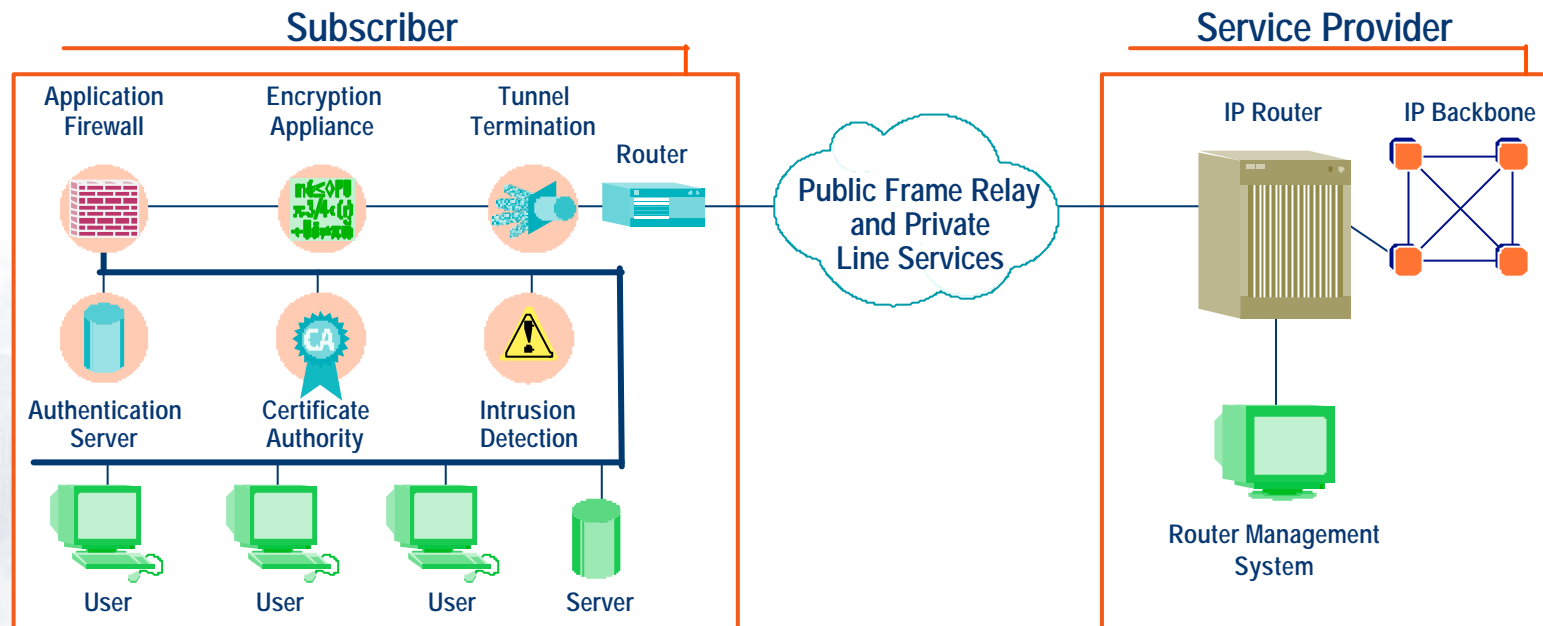 Subscriber
Service Provider
Application
Firewall
Encryption
Appliance
Tunnel
Termination
Router
Public Frame Relay
and Private
Line Services
IP Router
IP Backbone
CA
Authentication
Server
Certificate
Authority
Intrusion
Detection
User
User
User
Server
Router Management
System